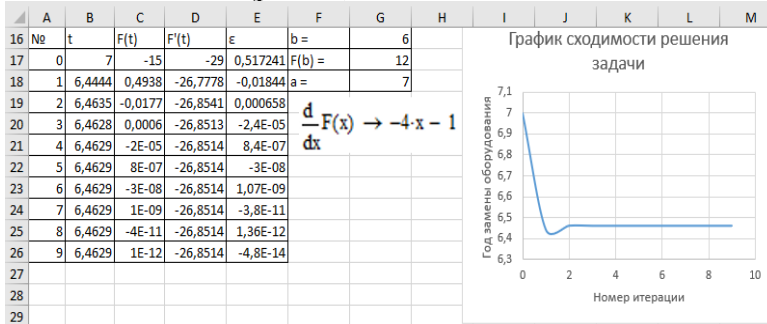 A B C D E F G H I J K L M
16 № t F(t) F'(t) ε b = 6
17 0 7 -15 -29 0,517241 F(b) = 12
18 1 6,4444 0,4938 -26,7778 -0,01844 a = 7
19 2 6,4635 -0,0177 -26,8541 0,000658
20 3 6,4628 0,0006 -26,8513 -2,4E-05
21 4 6,4629 -2E-05 -26,8514 8,4E-07
22 5 6,4629 8E-07 -26,8514 -3E-08
23 6 6,4629 -3E-08 -26,8514 1,07E-09
24 7 6,4629 1E-09 -26,8514 -3,8E-11
25 8 6,4629 -4E-11 -26,8514 1,36E-12
26 9 6,4629 1E-12 -26,8514 -4,8E-14
27
28
29
d/dx F(x) → -4·x - 1
График сходимости решения
задачи
Год замены оборудования
7,1
7
6,9
6,8
6,7
6,6
6,5
6,4
6,3
0 2 4 6 8 10
Номер итерации